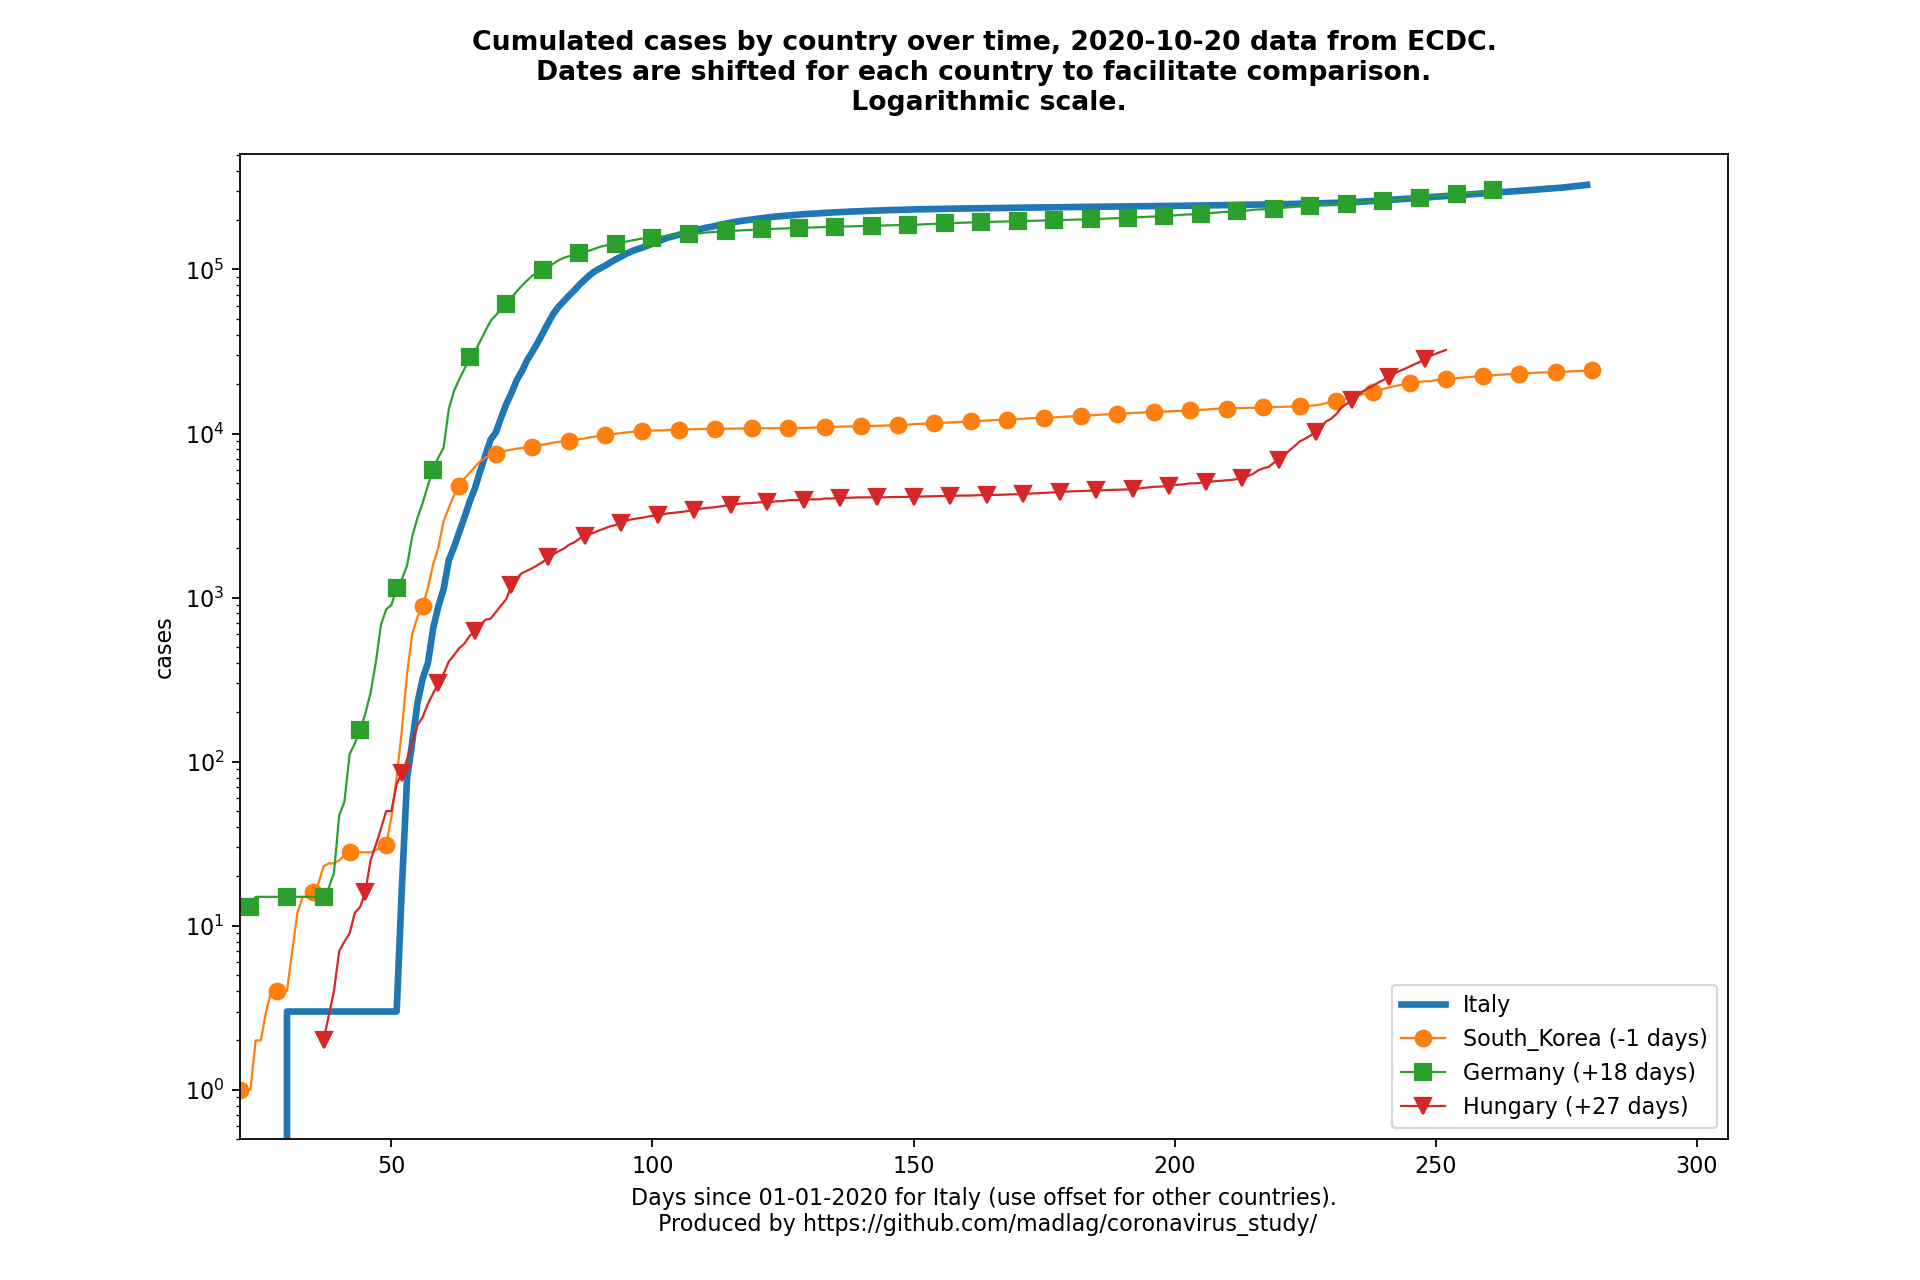 Cumulated cases by country over time, 2020-10-20 data from ECDC.
Dates are shifted for each country to facilitate comparison.
Logarithmic scale.
10^5
10^4
10^3
10^2
10^1
10^0
cases
50
100
150
200
250
300
Italy
South_Korea (-1 days)
Germany (+18 days)
Hungary (+27 days)
Days since 01-01-2020 for Italy (use offset for other countries).
Produced by https://github.com/madlag/coronavirus_study/